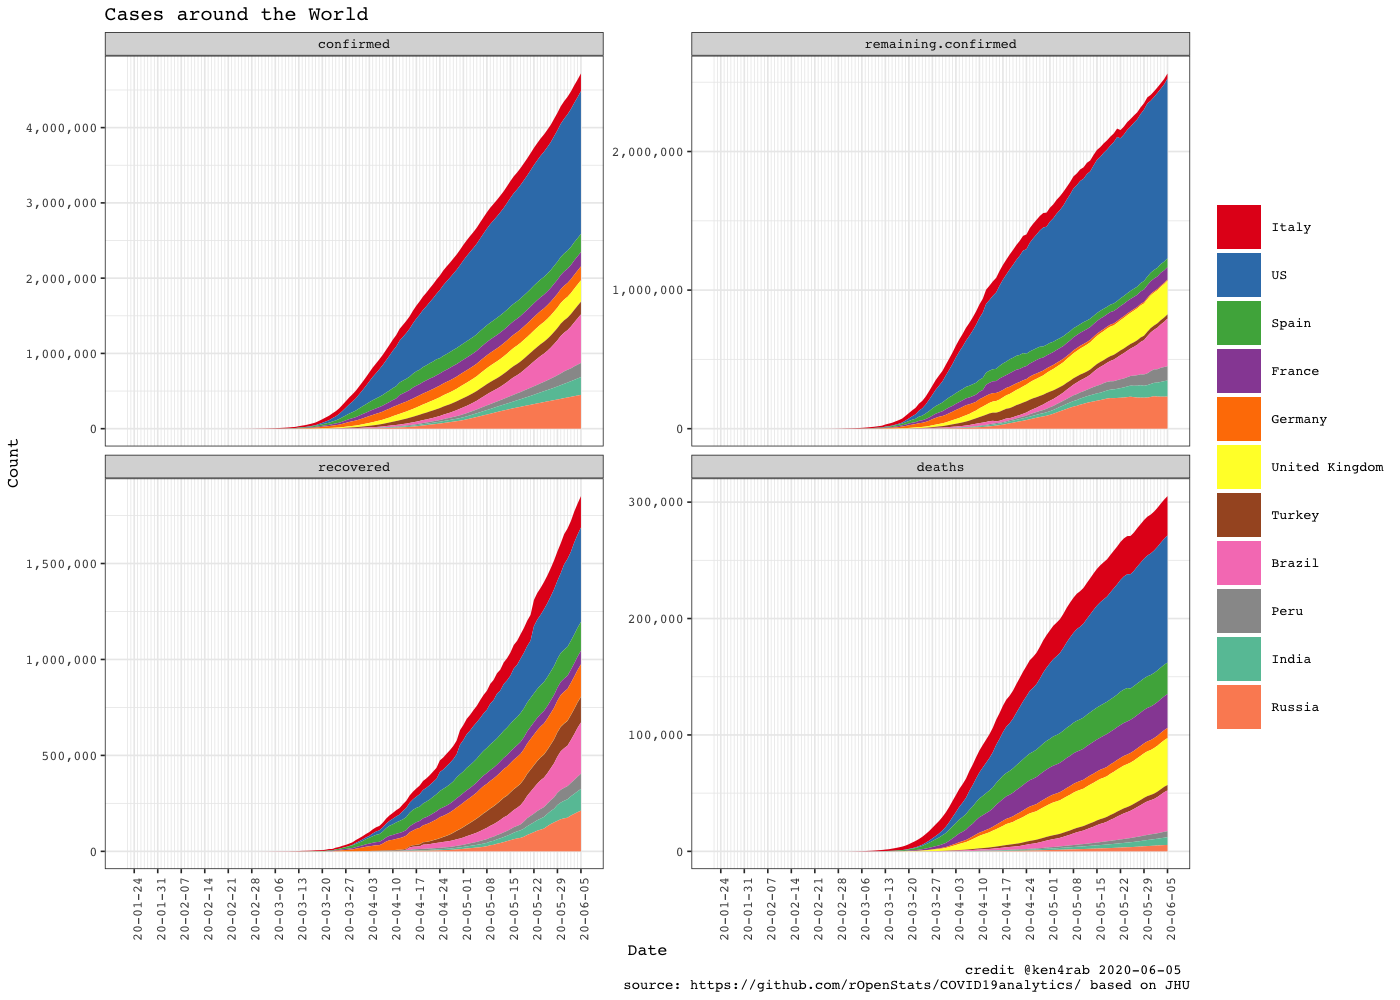 Cases around the World
confirmed
remaining.confirmed
4,000,000
3,000,000
2,000,000
1,000,000
0
2,000,000
1,000,000
0
recovered
deaths
1,500,000
1,000,000
500,000
0
300,000
200,000
100,000
0
Count
20-01-24
20-01-31
20-02-07
20-02-14
20-02-21
20-02-28
20-03-06
20-03-13
20-03-20
20-03-27
20-04-03
20-04-10
20-04-17
20-04-24
20-05-01
20-05-08
20-05-15
20-05-22
20-05-29
20-06-05
20-01-24
20-01-31
20-02-07
20-02-14
20-02-21
20-02-28
20-03-06
20-03-13
20-03-20
20-03-27
20-04-03
20-04-10
20-04-17
20-04-24
20-05-01
20-05-08
20-05-15
20-05-22
20-05-29
20-06-05
Date
Italy
US
Spain
France
Germany
United Kingdom
Turkey
Brazil
Peru
India
Russia
credit @ken4rab 2020-06-05
source: https://github.com/rOpenStats/COVID19analytics/ based on JHU